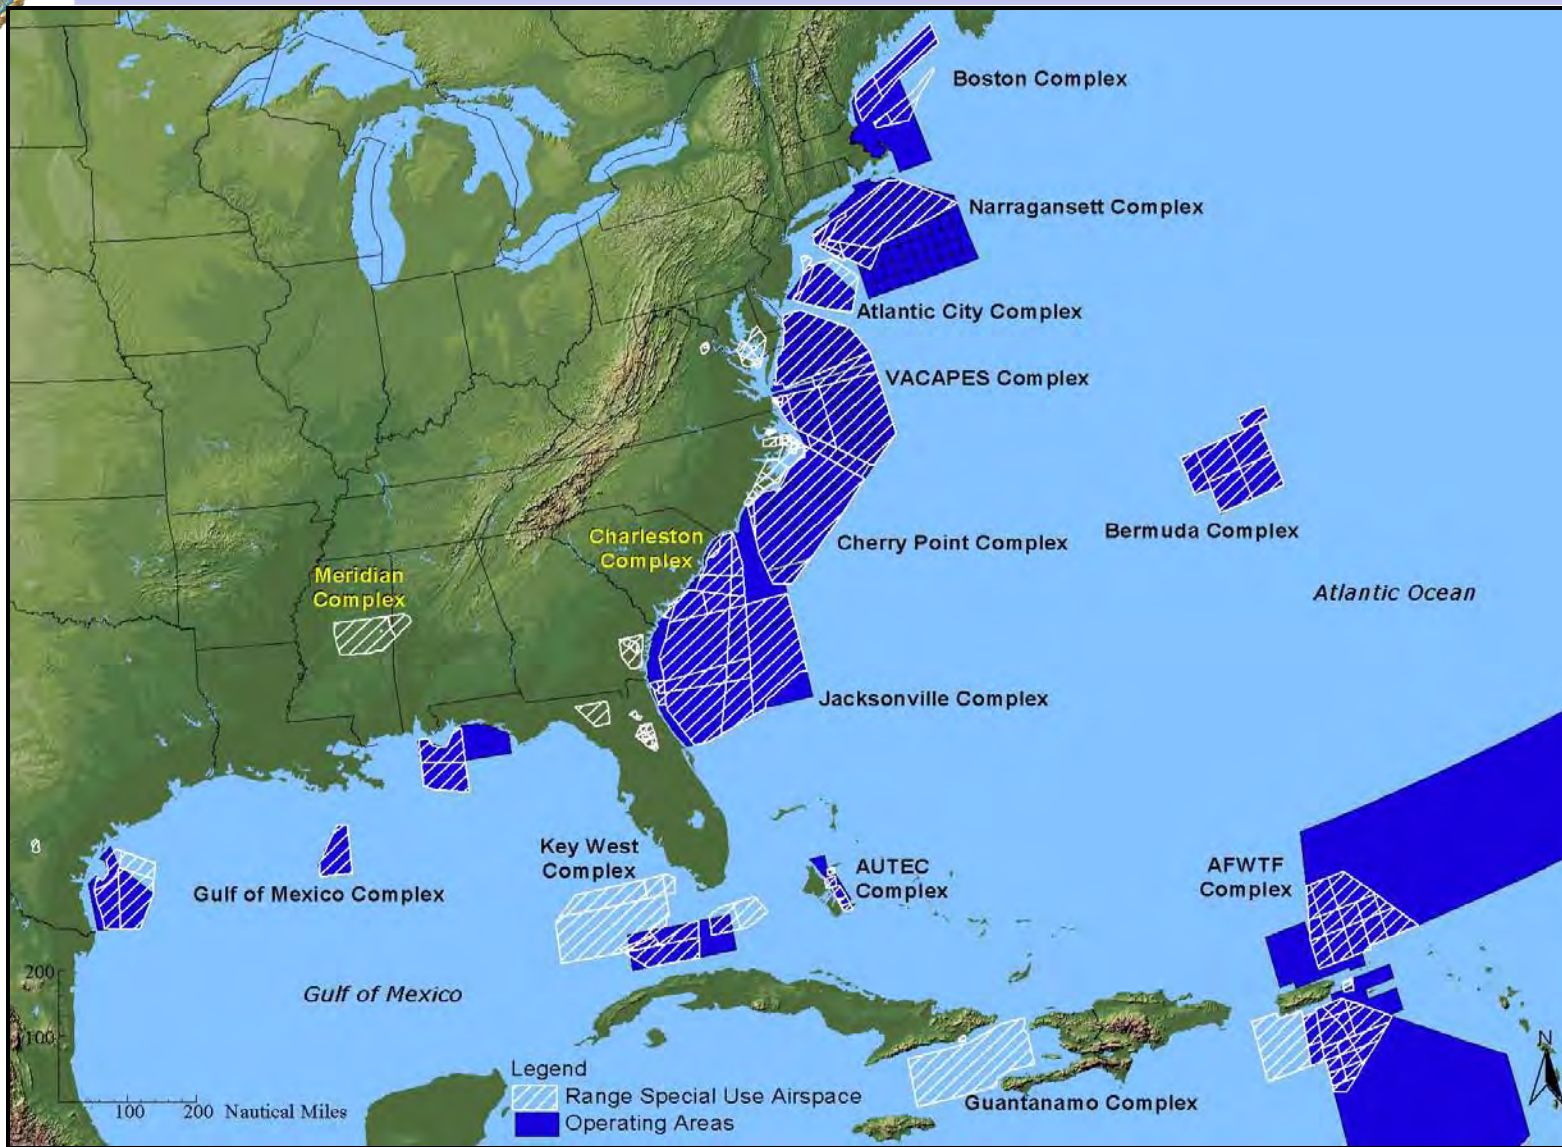 Boston Complex
Narragansett Complex
Atlantic City Complex
VACAPES Complex
Bermuda Complex
Cherry Point Complex
Charleston
Complex
Meridian
Complex
Atlantic Ocean
Jacksonville Complex
Key West
Complex
AUTEC
Complex
AFWTF
Complex
Gulf of Mexico Complex
Gulf of Mexico
200
100
100
200
Nautical Miles
Legend
Range Special Use Airspace
Operating Areas
Guantanamo Complex
N